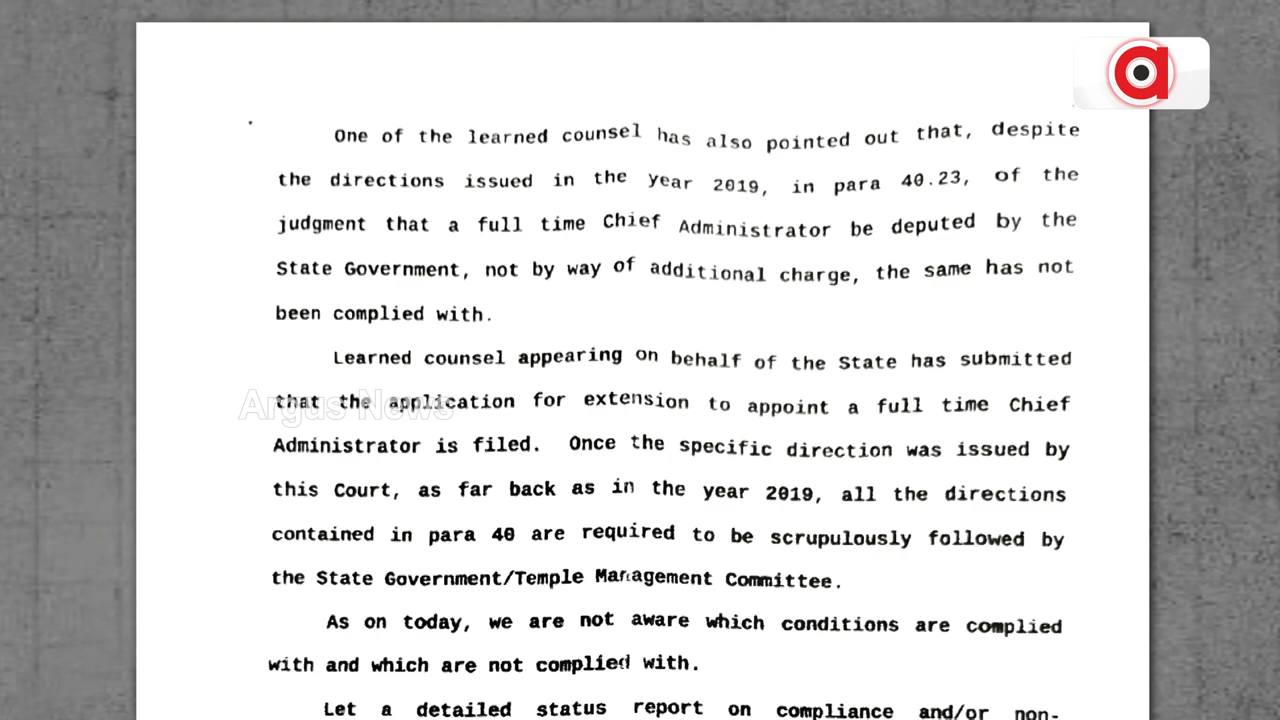 One of the learned counsel has also pointed out that, despite
the directions issued in the year 2019, in para 40.23, of the
judgment that a full time Chief Administrator be deputed by the
State Government, not by way of additional charge, the same has not
been complied with.
Learned counsel appearing on behalf of the State has submitted
that the application for extension to appoint a full time Chief
Argus News
Administrator is filed. Once the specific direction was issued by
this Court, as far back as in the year 2019, all the directions
contained in para 40 are required to be scrupulously followed by
the State Government/Temple Management Committee.
As on today, we are not aware which conditions are complied
with and which are not complied with.
Let a detailed status report on compliance and/or non-